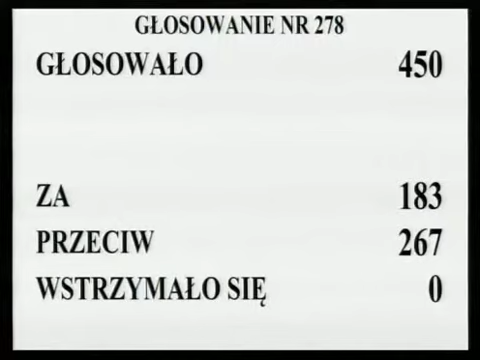 GŁOSOWANIE NR 278
GŁOSOWAŁO 450
ZA 183
PRZECIW 267
WSTRZYMAŁO SIĘ 0